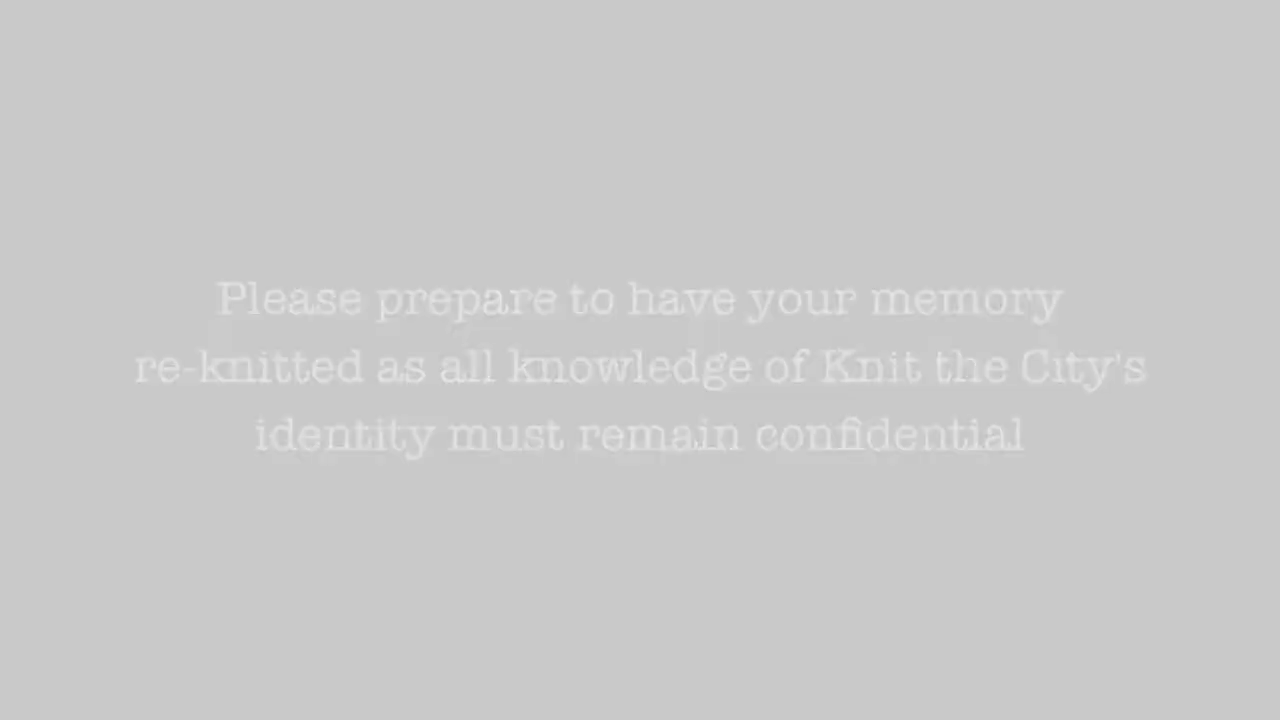 Please prepare to have your memory
re-knitted as all knowledge of Knit the City's
identity must remain confidential